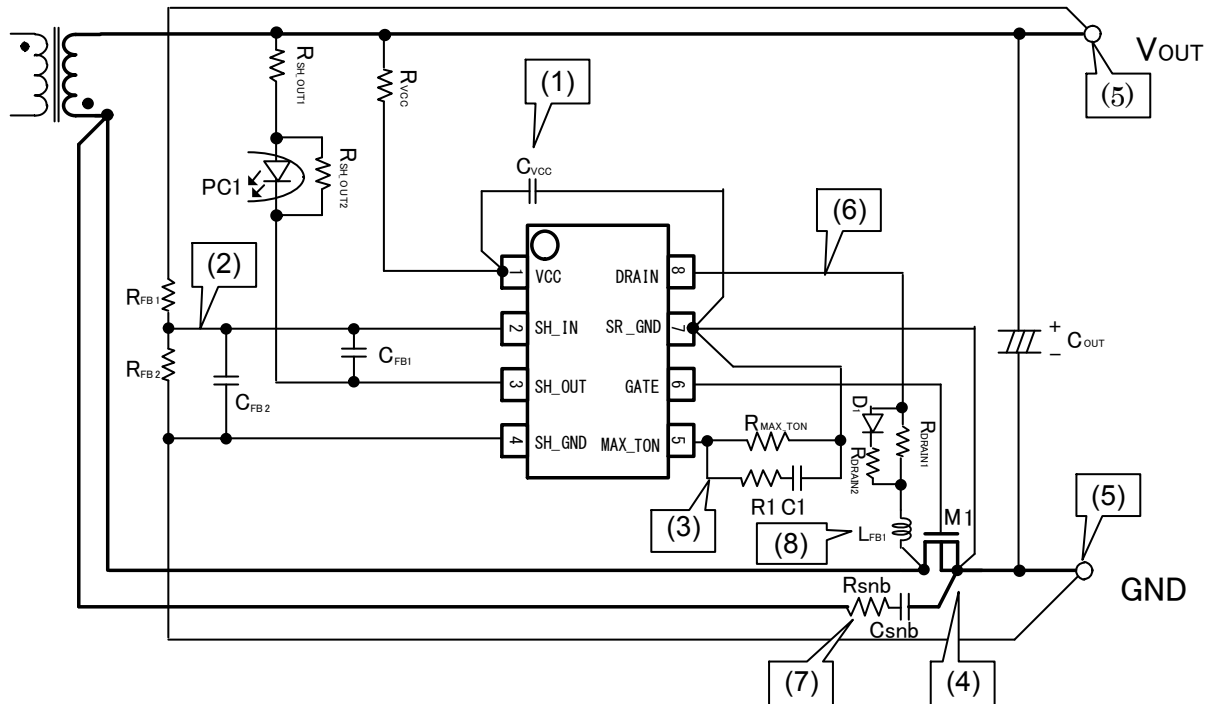 VOUT
(5)
RSH_OUT1
RVCC
(1)
CVCC
RSH_OUT2
PC1
(6)
(2)
1 VCC
DRAIN 8
RFB1
2 SH_IN
SR_GND 7
+
COUT
-
CFB1
RFB2
3 SH_OUT
GATE 6
CFB2
D1
RDRAIN1
RMAX_TON
4 SH_GND
MAX_TON 5
RDRAIN2
R1 C1
(3)
(8)
LFB1
M1
(5)
GND
Rsnb
Csnb
(7)
(4)